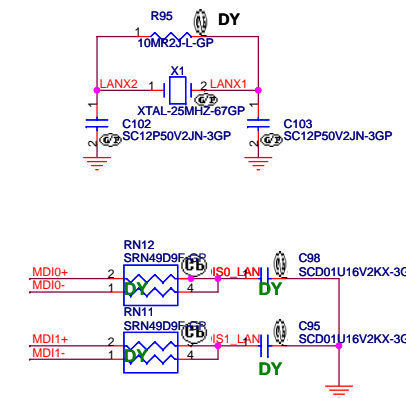 R95
DY
1
10MR2J-L-GP
X1
LANX2 1 2 LANX1
XTAL-25MHZ-67GP
1 1
C102 C103
SC12P50V2JN-3GP SC12P50V2JN-3GP
2 2
RN12
SRN49D9F-GP C98
MDI0+ 2 3 IS0_LAN SCD01U16V2KX-3G
MDI0- 1 DY 4 DY
RN11
SRN49D9F-GP C95
MDI1+ 2 3 IS1_LAN SCD01U16V2KX-3G
MDI1- 1 DY 4
DY